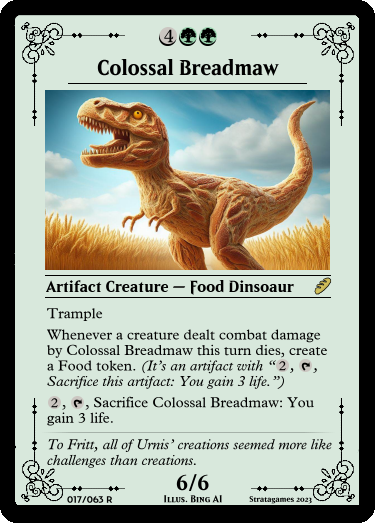 4
Colossal Breadmaw
Artifact Creature — Food Dinsoaur
Trample
Whenever a creature dealt combat damage
by Colossal Breadmaw this turn dies, create
a Food token. (It's an artifact with “2, ,
Sacrifice this artifact: You gain 3 life.”)
2, , Sacrifice Colossal Breadmaw: You
gain 3 life.
To Fritt, all of Urnis' creations seemed more like
challenges than creations.
6/6
017/063 R
Illus. Bing AI
Stratagames 2023